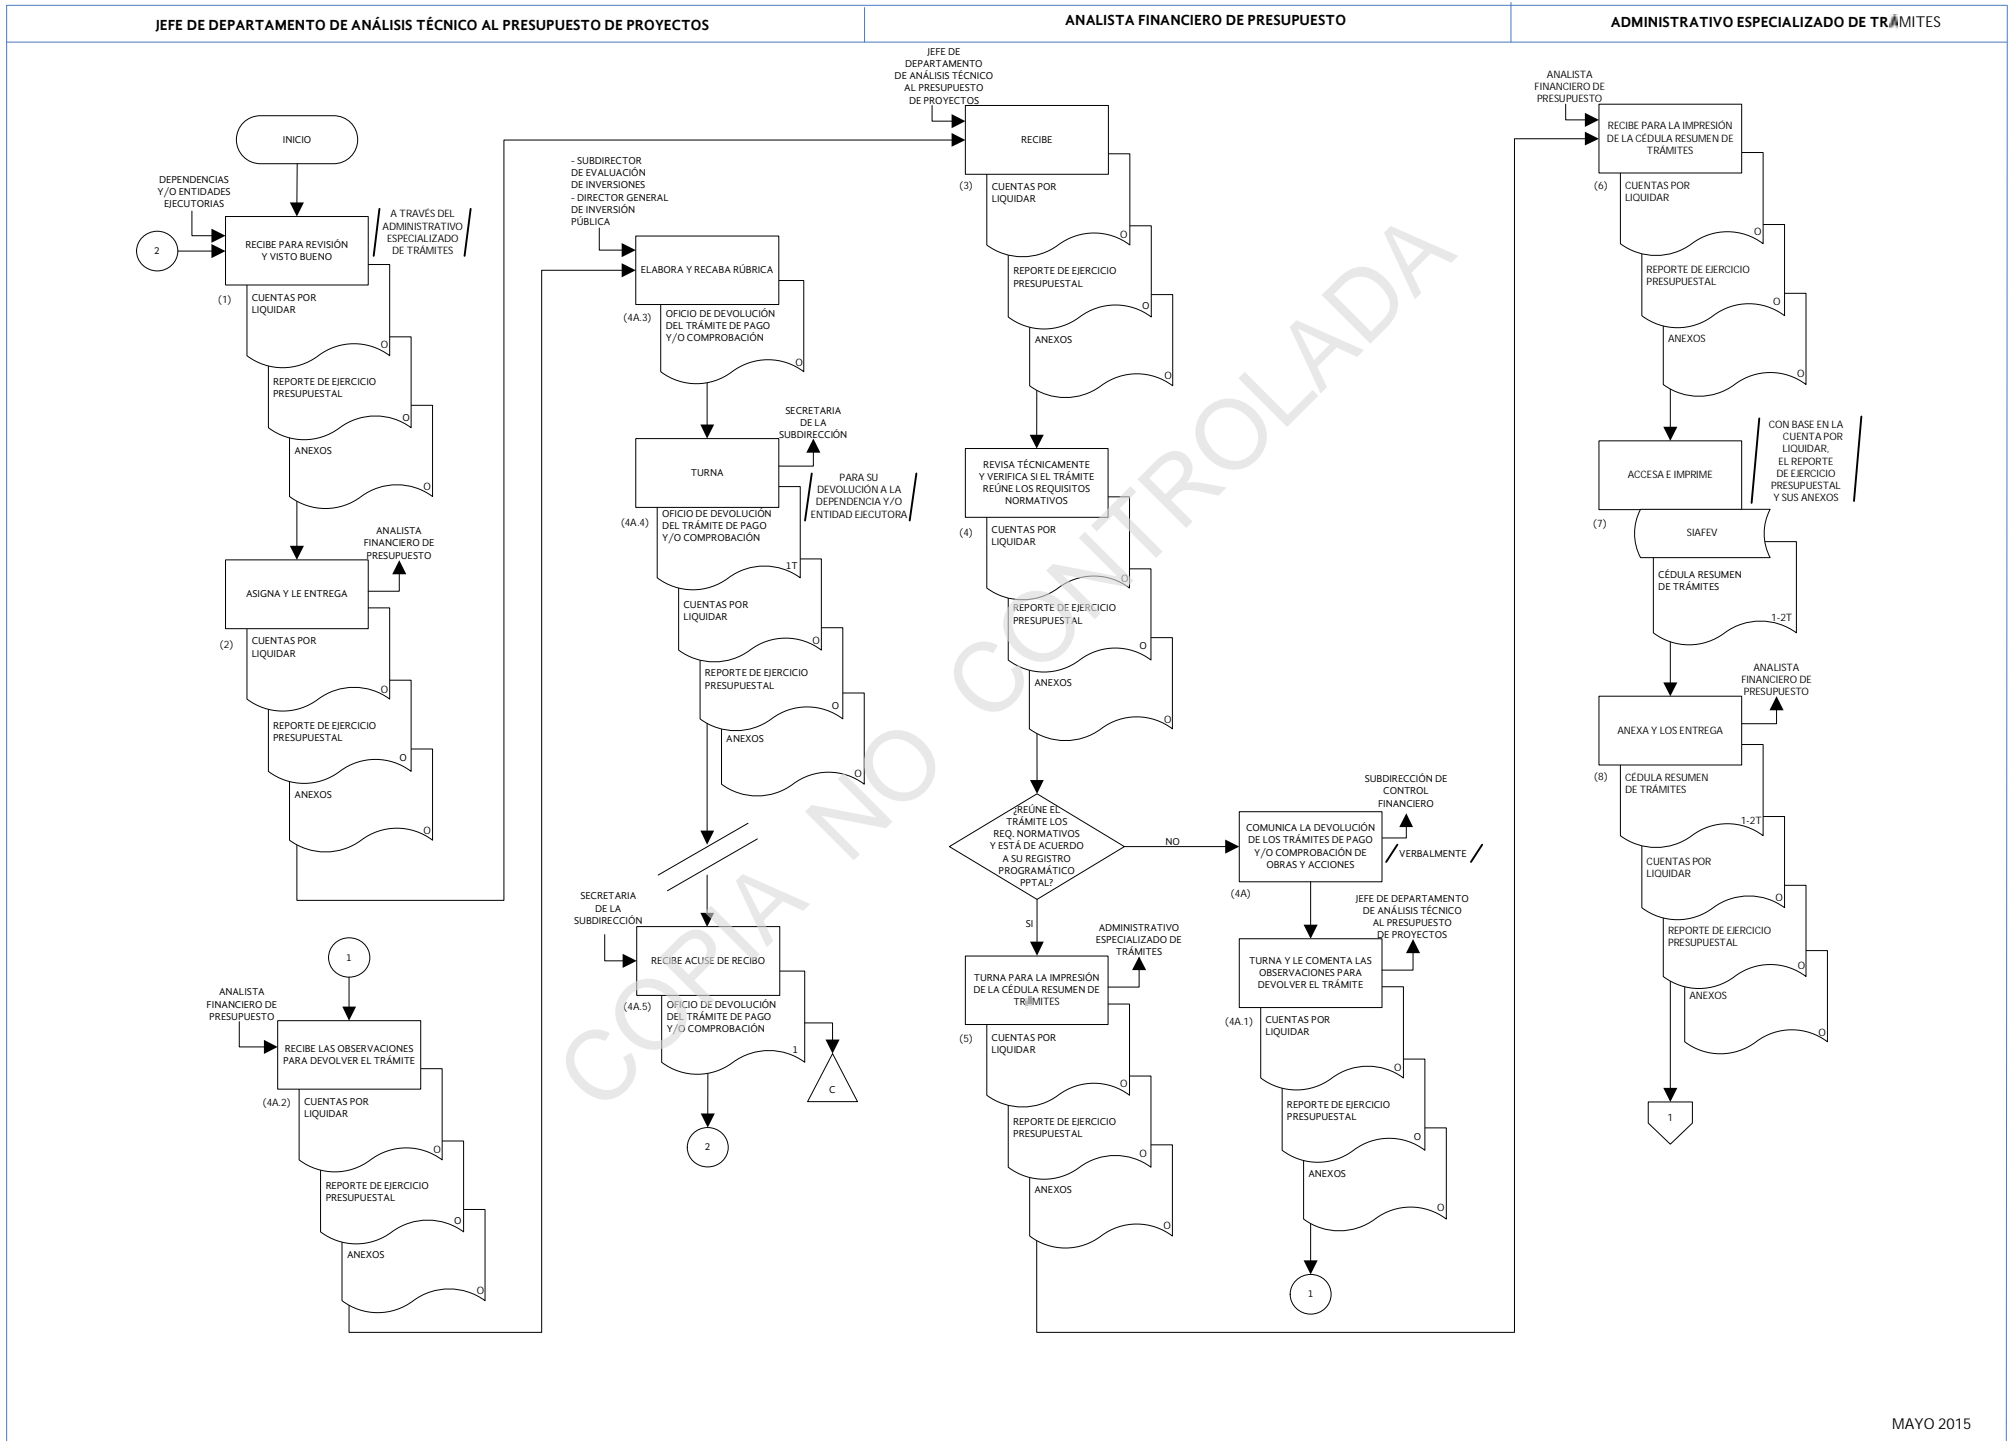 JEFE DE DEPARTAMENTO DE ANÁLISIS TÉCNICO AL PRESUPUESTO DE PROYECTOS
ANALISTA FINANCIERO DE PRESUPUESTO
ADMINISTRATIVO ESPECIALIZADO DE TRÁMITES
INICIO
DEPENDENCIAS
Y/O ENTIDADES
EJECUTORIAS
2
RECIBE PARA REVISIÓN
Y VISTO BUENO
A TRAVÉS DEL
ADMINISTRATIVO
ESPECIALIZADO
DE TRÁMITES
(1)
CUENTAS POR
LIQUIDAR
O
REPORTE DE EJERCICIO
PRESUPUESTAL
O
ANEXOS
O
ANALISTA
FINANCIERO DE
PRESUPUESTO
ASIGNA Y LE ENTREGA
(2)
CUENTAS POR
LIQUIDAR
O
REPORTE DE EJERCICIO
PRESUPUESTAL
O
ANEXOS
O
1
ANALISTA
FINANCIERO DE
PRESUPUESTO
RECIBE LAS OBSERVACIONES
PARA DEVOLVER EL TRÁMITE
(4A.2)
CUENTAS POR
LIQUIDAR
O
REPORTE DE EJERCICIO
PRESUPUESTAL
O
ANEXOS
O
- SUBDIRECTOR
DE EVALUACIÓN
DE INVERSIONES
- DIRECTOR GENERAL
DE INVERSIÓN
PÚBLICA
ELABORA Y RECABA RÚBRICA
(4A.3)
OFICIO DE DEVOLUCIÓN
DEL TRÁMITE DE PAGO
Y/O COMPROBACIÓN
O
SECRETARIA
DE LA
SUBDIRECCIÓN
TURNA
PARA SU
DEVOLUCIÓN A LA
DEPENDENCIA Y/O
ENTIDAD EJECUTORA
(4A.4)
OFICIO DE DEVOLUCIÓN
DEL TRÁMITE DE PAGO
Y/O COMPROBACIÓN
1T
CUENTAS POR
LIQUIDAR
O
REPORTE DE EJERCICIO
PRESUPUESTAL
O
ANEXOS
O
SECRETARIA
DE LA
SUBDIRECCIÓN
RECIBE ACUSE DE RECIBO
(4A.5)
OFICIO DE DEVOLUCIÓN
DEL TRÁMITE DE PAGO
Y/O COMPROBACIÓN
1
C
2
JEFE DE
DEPARTAMENTO
DE ANÁLISIS TÉCNICO
AL PRESUPUESTO
DE PROYECTOS
RECIBE
(3)
CUENTAS POR
LIQUIDAR
O
REPORTE DE EJERCICIO
PRESUPUESTAL
O
ANEXOS
O
REVISA TÉCNICAMENTE
Y VERIFICA SI EL TRÁMITE
REÚNE LOS REQUISITOS
NORMATIVOS
(4)
CUENTAS POR
LIQUIDAR
O
REPORTE DE EJERCICIO
PRESUPUESTAL
O
ANEXOS
O
¿REÚNE EL
TRÁMITE LOS
REQ. NORMATIVOS
Y ESTÁ DE ACUERDO
A SU REGISTRO
PROGRAMÁTICO
PPTAL?
NO
SI
SUBDIRECCIÓN DE
CONTROL
FINANCIERO
COMUNICA LA DEVOLUCIÓN
DE LOS TRÁMITES DE PAGO
Y/O COMPROBACIÓN DE
OBRAS Y ACCIONES
VERBALMENTE
(4A)
JEFE DE DEPARTAMENTO
DE ANÁLISIS TÉCNICO
AL PRESUPUESTO
DE PROYECTOS
TURNA Y LE COMENTA LAS
OBSERVACIONES PARA
DEVOLVER EL TRÁMITE
(4A.1)
CUENTAS POR
LIQUIDAR
O
REPORTE DE EJERCICIO
PRESUPUESTAL
O
ANEXOS
O
1
ADMINISTRATIVO
ESPECIALIZADO DE
TRÁMITES
TURNA PARA LA IMPRESIÓN
DE LA CÉDULA RESUMEN DE
TRÁMITES
(5)
CUENTAS POR
LIQUIDAR
O
REPORTE DE EJERCICIO
PRESUPUESTAL
O
ANEXOS
O
ANALISTA
FINANCIERO DE
PRESUPUESTO
RECIBE PARA LA IMPRESIÓN
DE LA CÉDULA RESUMEN DE
TRÁMITES
(6)
CUENTAS POR
LIQUIDAR
O
REPORTE DE EJERCICIO
PRESUPUESTAL
O
ANEXOS
O
CON BASE EN LA
CUENTA POR
LIQUIDAR,
EL REPORTE
DE EJERCICIO
PRESUPUESTAL
Y SUS ANEXOS
ACCESA E IMPRIME
(7)
SIAFEV
CÉDULA RESUMEN
DE TRÁMITES
1-2T
ANALISTA
FINANCIERO DE
PRESUPUESTO
ANEXA Y LOS ENTREGA
(8)
CÉDULA RESUMEN
DE TRÁMITES
1-2T
CUENTAS POR
LIQUIDAR
O
REPORTE DE EJERCICIO
PRESUPUESTAL
O
ANEXOS
O
1
COPIA NO CONTROLADA
MAYO 2015